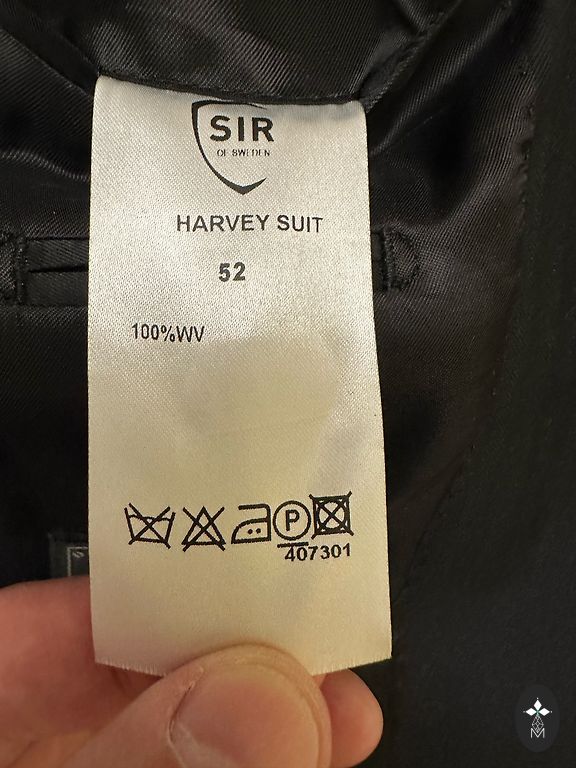 SIR
OF SWEDEN
HARVEY SUIT
52
100%WV
P
407301
M